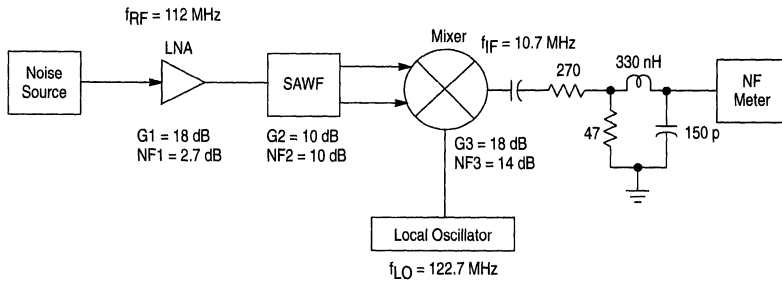 fRF = 112 MHz
LNA
Mixer
fIF = 10.7 MHz
Noise
Source
SAWF
270
330 nH
NF
Meter
47
150 p
G1 = 18 dB
NF1 = 2.7 dB
G2 = 10 dB
NF2 = 10 dB
G3 = 18 dB
NF3 = 14 dB
Local Oscillator
fLO = 122.7 MHz